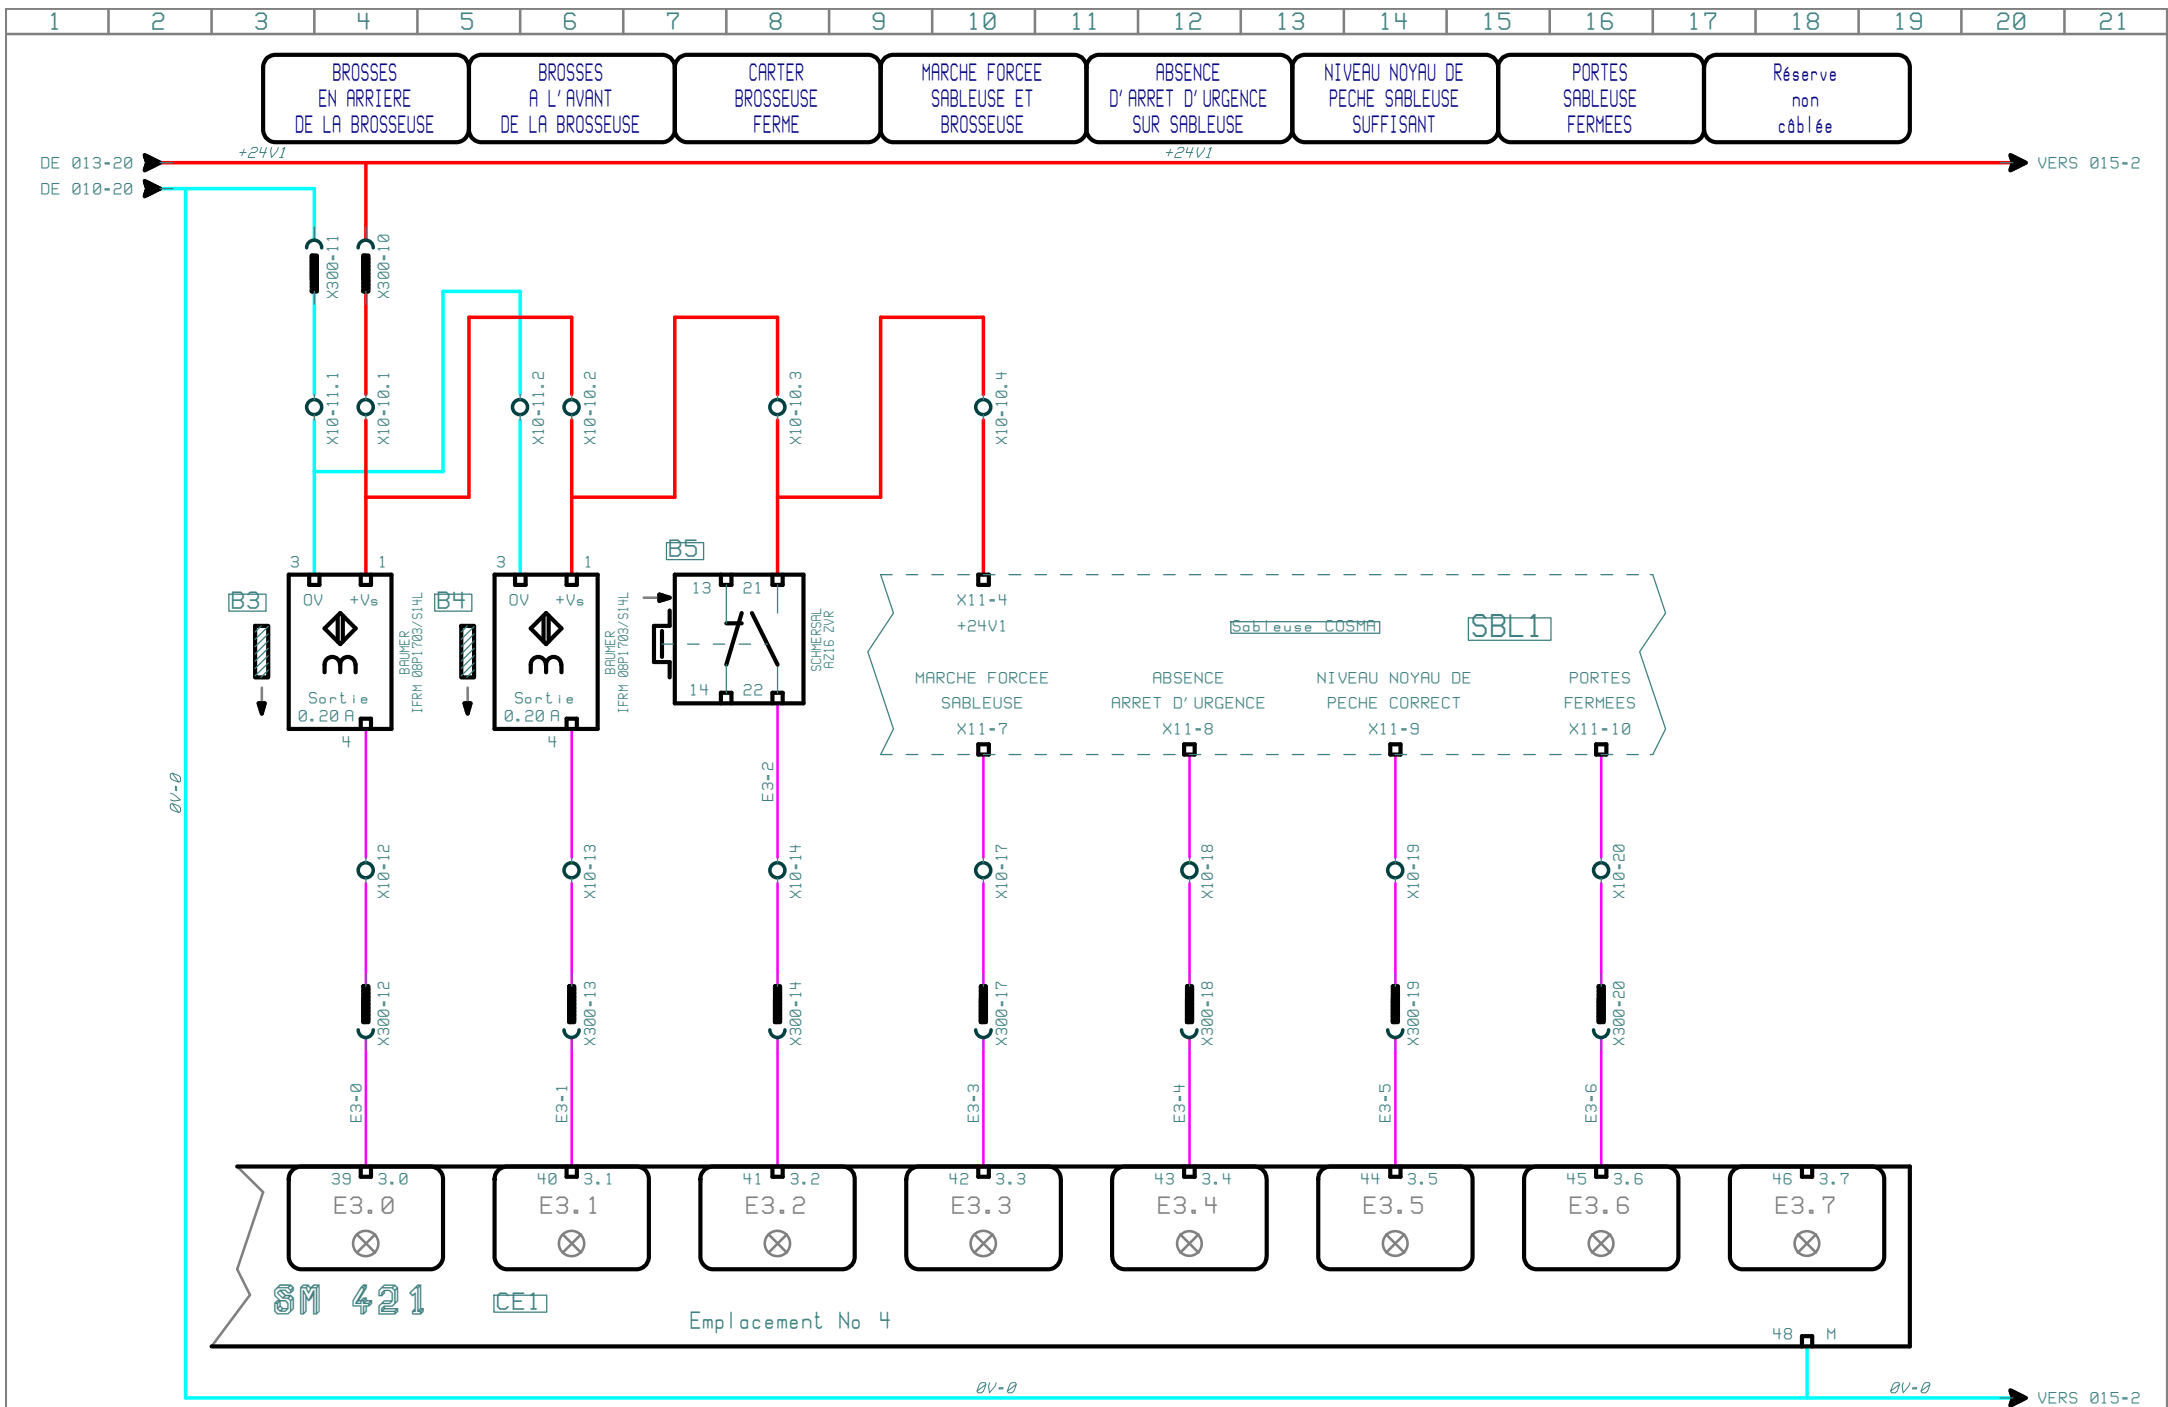 1 2 3 4 5 6 7 8 9 10 11 12 13 14 15 16 17 18 19 20 21
BROSSES
EN ARRIERE
DE LA BROSSEUSE
BROSSES
A L'AVANT
DE LA BROSSEUSE
CARTER
BROSSEUSE
FERME
MARCHE FORCEE
SABLEUSE ET
BROSSEUSE
ABSENCE
D'ARRET D'URGENCE
SUR SABLEUSE
NIVEAU NOYAU DE
PECHE SABLEUSE
SUFFISANT
PORTES
SABLEUSE
FERMEES
Réserve
non
câblée
DE 013-20
+24V1
+24V1
VERS 015-2
DE 010-20
X300-11
X300-10
X10-11.1
X10-10.1
X10-11.2
X10-10.2
X10-10.3
X10-10.4
B3
3
1
0V
+Vs
Sortie
0.20 A
4
BAUMER
IFRM 08P1703/S14L
B4
3
1
0V
+Vs
Sortie
0.20 A
4
BAUMER
IFRM 08P1703/S14L
B5
13
21
14
22
SCHMERSAL
AZ16 ZVR
X11-4
+24V1
Sableuse COSMA
SBL1
MARCHE FORCEE
SABLEUSE
X11-7
ABSENCE
ARRET D'URGENCE
X11-8
NIVEAU NOYAU DE
PECHE CORRECT
X11-9
PORTES
FERMEES
X11-10
0V-0
E3-2
X10-12
X10-13
X10-14
X10-17
X10-18
X10-19
X10-20
X300-12
X300-13
X300-14
X300-17
X300-18
X300-19
X300-20
E3-0
E3-1
E3-3
E3-4
E3-5
E3-6
39 3.0
E3.0
40 3.1
E3.1
41 3.2
E3.2
42 3.3
E3.3
43 3.4
E3.4
44 3.5
E3.5
45 3.6
E3.6
46 3.7
E3.7
SM 421
CE1
Emplacement No 4
48 M
0V-0
0V-0
VERS 015-2